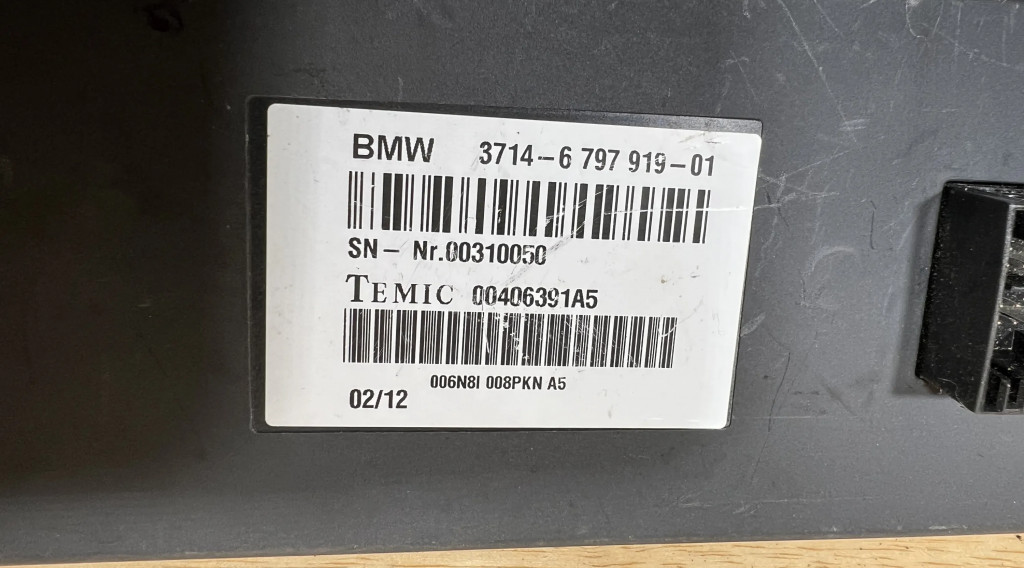 BMW 3714-6 797 919-01
SN- Nr.00310050
TEMIC 00406391A5
006N8I 008PKN A5
02/12